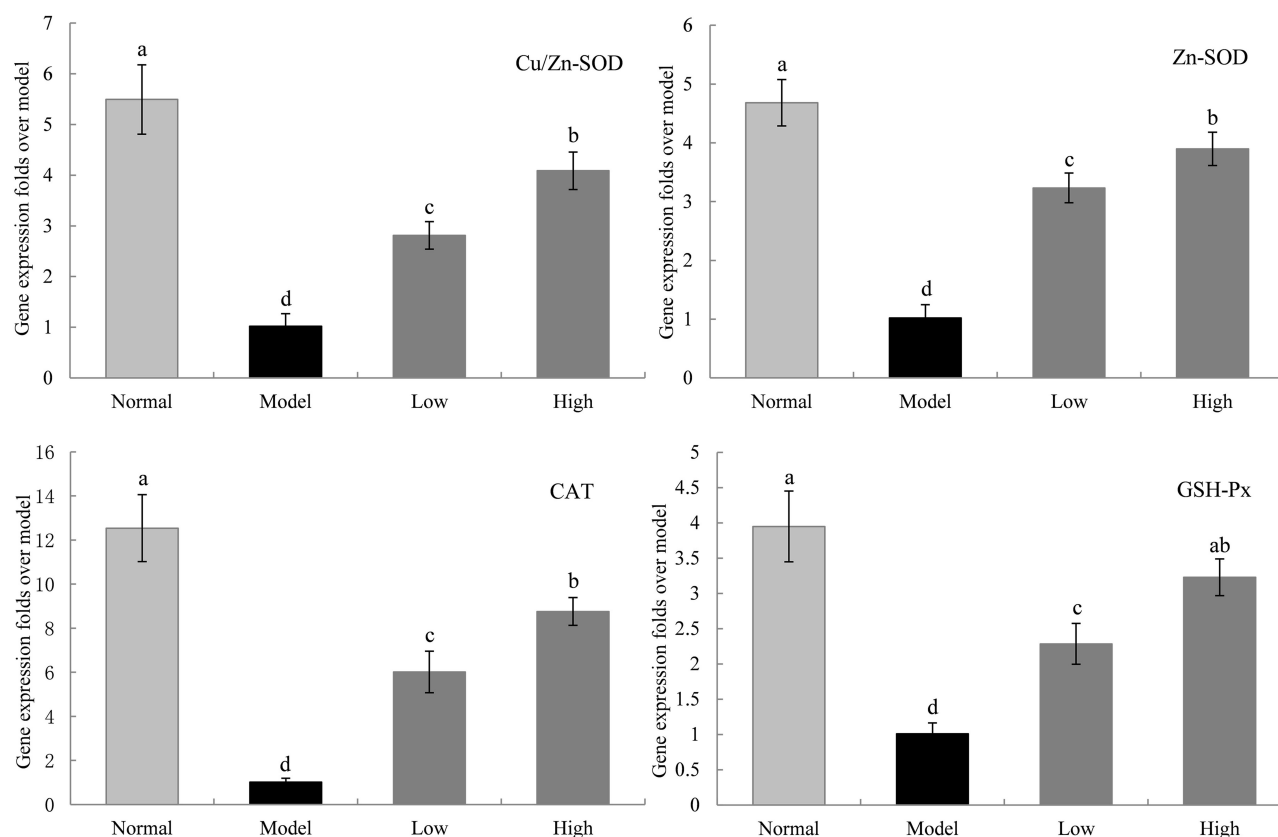 Gene expression folds over model
7
6
5
4
3
2
1
0
Cu/Zn-SOD
a
d
c
b
Normal
Model
Low
High
Gene expression folds over model
6
5
4
3
2
1
0
Zn-SOD
a
d
c
b
Normal
Model
Low
High
Gene expression folds over model
16
14
12
10
8
6
4
2
0
CAT
a
d
c
b
Normal
Model
Low
High
Gene expression folds over model
5
4.5
4
3.5
3
2.5
2
1.5
1
0.5
0
GSH-Px
a
d
c
ab
Normal
Model
Low
High